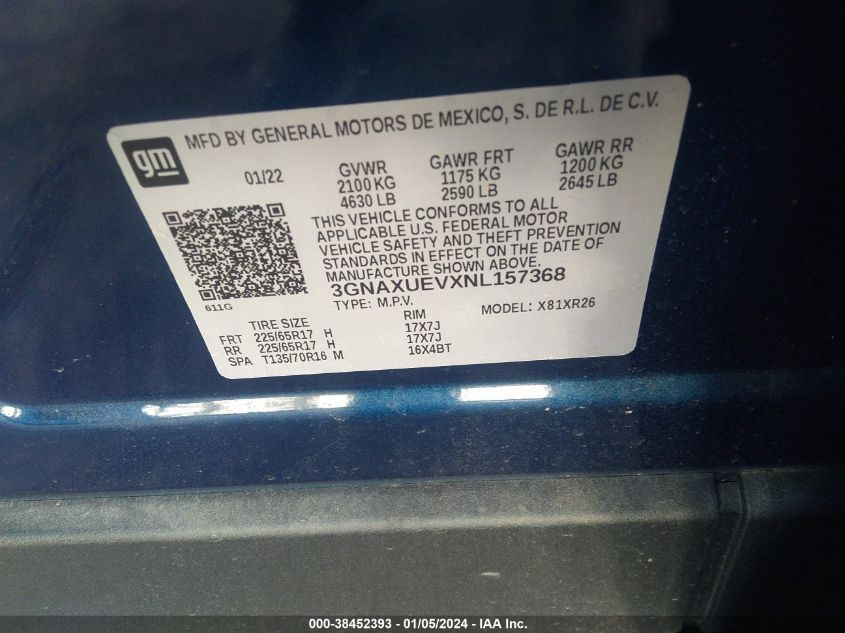 gm
MFD BY GENERAL MOTORS DE MEXICO, S. DE R.L. DE C.V.
01/22 GVWR GAWR FRT GAWR RR
2100 KG 1175 KG 1200 KG
4630 LB 2590 LB 2645 LB
THIS VEHICLE CONFORMS TO ALL
APPLICABLE U.S. FEDERAL MOTOR
VEHICLE SAFETY AND THEFT PREVENTION
STANDARDS IN EFFECT ON THE DATE OF
MANUFACTURE SHOWN ABOVE.
3GNAXUEVXNL157368
611G
TYPE: M.P.V. MODEL: X81XR26
TIRE SIZE RIM
FRT 225/65R17 H 17X7J
RR 225/65R17 H 17X7J
SPA T135/70R16 M 16X4BT
000-38452393 - 01/05/2024 - IAA Inc.